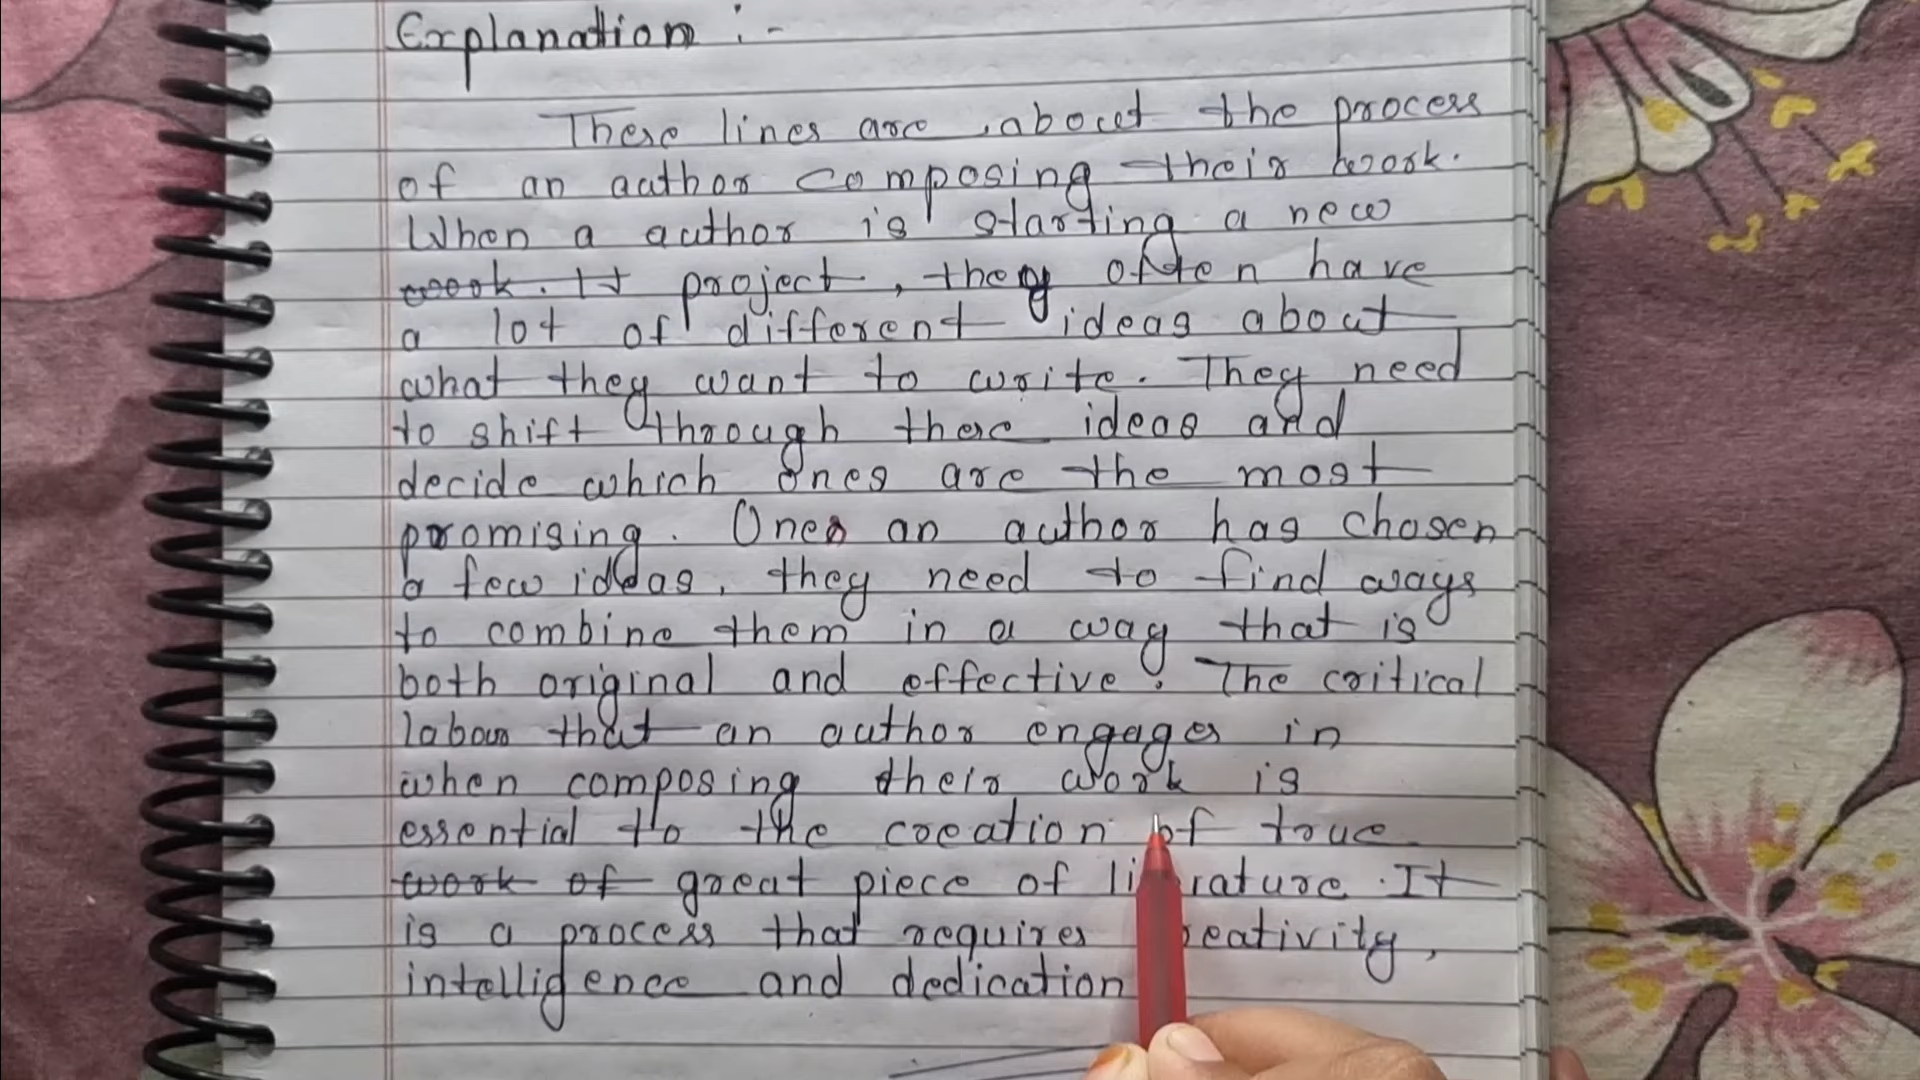 Explanation :-
These lines are about the process
of an author composing their work.
When a author is starting a new
work. It project, they often have
a lot of different ideas about
what they want to write. They need
to shift through these ideas and
decide which ones are the most
promising. Ones an author has chosen
a few ideas, they need to find ways
to combine them in a way that is
both original and effective. The critical
labour that an author engages in
when composing their work is
essential to the creation of true
work of great piece of li rature. It
is a process that requires reativity,
intelligence and dedication